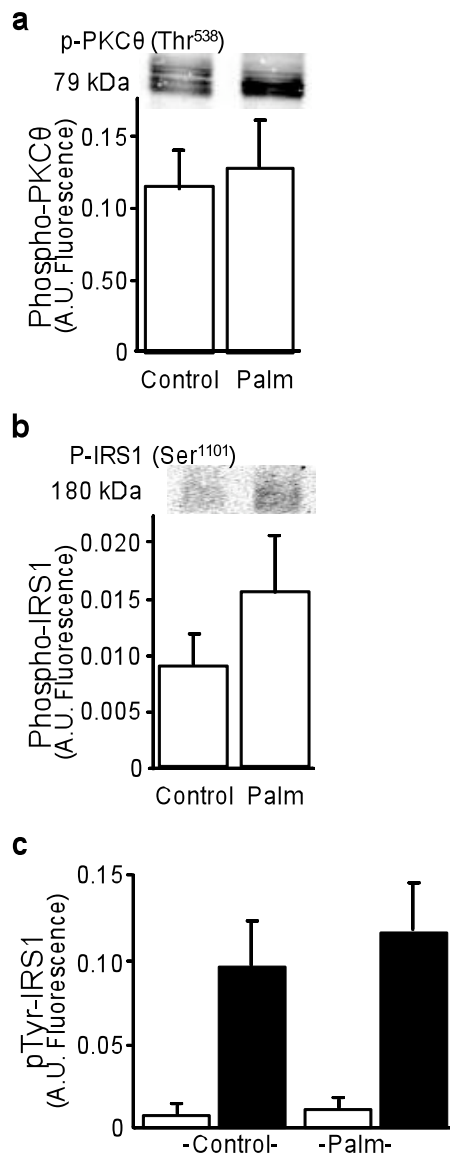 a
p-PKCθ (Thr538)
79 kDa
Phospho-PKCθ
(A.U. Fluorescence)
0.15
0.10
0.50
0
Control Palm
b
P-IRS1 (Ser1101)
180 kDa
Phospho-IRS1
(A.U. Fluorescence)
0.020
0.015
0.010
0.005
0
Control Palm
c
pTyr-IRS1
(A.U. Fluorescence)
0.15
0.10
0.05
0
-Control- -Palm-